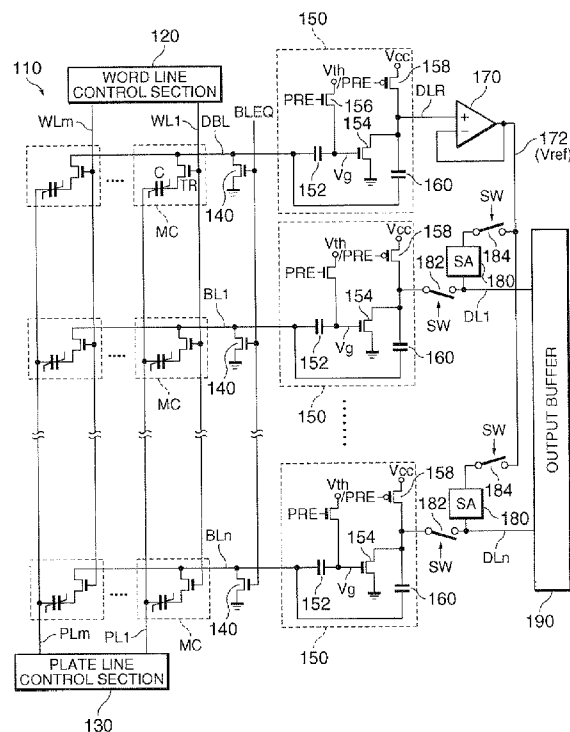 150
120
110
WORD LINE
CONTROL SECTION
Vcc
Vth
/PRE
158
DLR
170
PRE
156
154
WLm
WL1
DBL
BLEQ
+
-
172
(Vref)
C
TR
140
152
Vg
160
MC
150
Vcc
SW
184
Vth
/PRE
158
182
SA
180
PRE
154
BL1
SW
DL1
140
152
Vg
160
MC
150
OUTPUT BUFFER
Vcc
SW
Vth
/PRE
158
184
182
SA
180
PRE
154
BLn
SW
DLn
140
152
Vg
160
190
PLm
PL1
MC
150
PLATE LINE
CONTROL SECTION
130